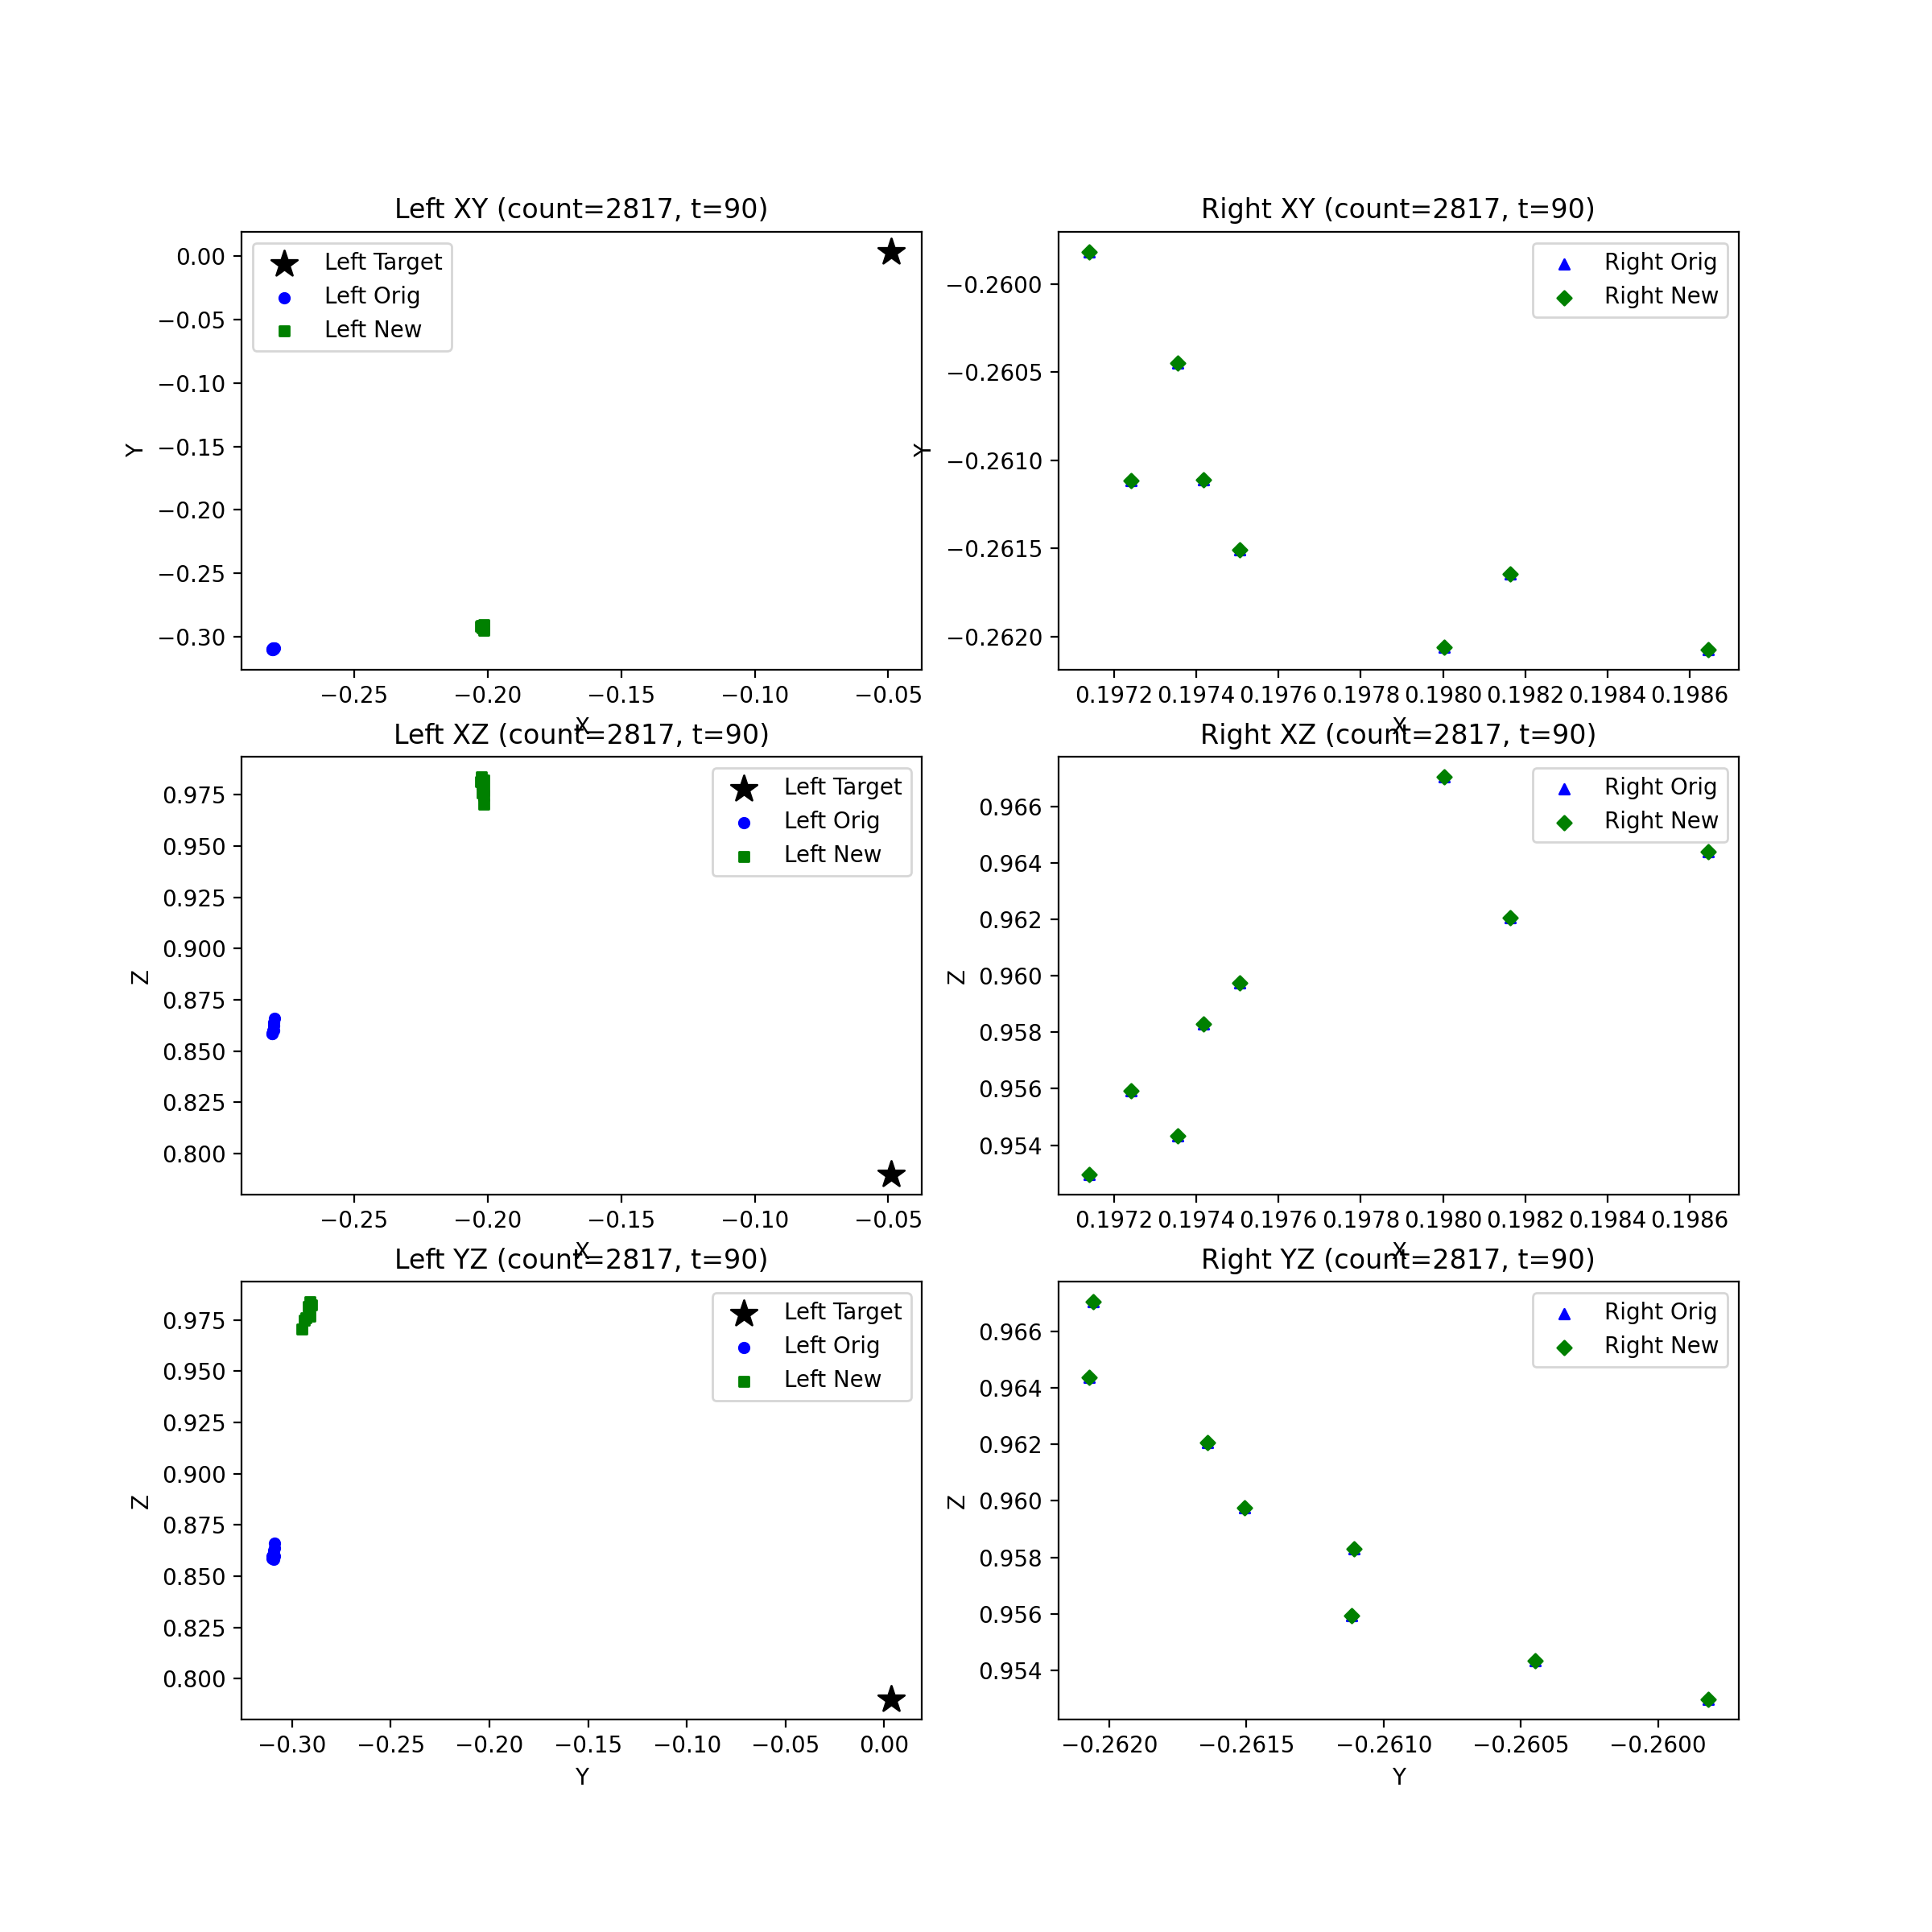 Left XY (count=2817, t=90)
Left Target
Left Orig
Left New
0.00
−0.05
−0.10
−0.15
−0.20
−0.25
−0.30
Y
−0.25
−0.20
−0.15
−0.10
−0.05
X
Right XY (count=2817, t=90)
Right Orig
Right New
−0.2600
−0.2605
−0.2610
−0.2615
−0.2620
Y
0.1972
0.1974
0.1976
0.1978
0.1980
0.1982
0.1984
0.1986
X
Left XZ (count=2817, t=90)
Left Target
Left Orig
Left New
0.975
0.950
0.925
0.900
0.875
0.850
0.825
0.800
Z
−0.25
−0.20
−0.15
−0.10
−0.05
X
Right XZ (count=2817, t=90)
Right Orig
Right New
0.966
0.964
0.962
0.960
0.958
0.956
0.954
Z
0.1972
0.1974
0.1976
0.1978
0.1980
0.1982
0.1984
0.1986
X
Left YZ (count=2817, t=90)
Left Target
Left Orig
Left New
0.975
0.950
0.925
0.900
0.875
0.850
0.825
0.800
Z
−0.30
−0.25
−0.20
−0.15
−0.10
−0.05
0.00
Y
Right YZ (count=2817, t=90)
Right Orig
Right New
0.966
0.964
0.962
0.960
0.958
0.956
0.954
Z
−0.2620
−0.2615
−0.2610
−0.2605
−0.2600
Y